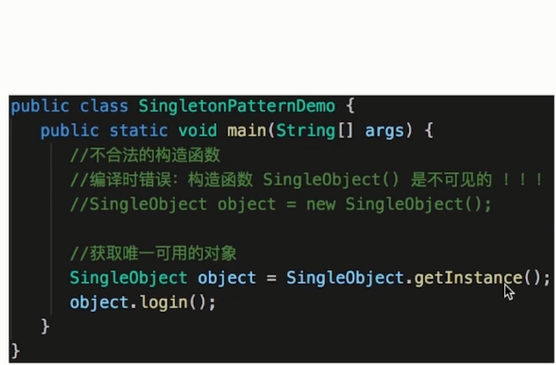 public class SingletonPatternDemo {
public static void main(String[] args) {
//不合法的构造函数
//编译时错误：构造函数 SingleObject() 是不可见的 ！！！
//SingleObject object = new SingleObject();
//获取唯一可用的对象
SingleObject object = SingleObject.getInstance();
object.login();
}
}